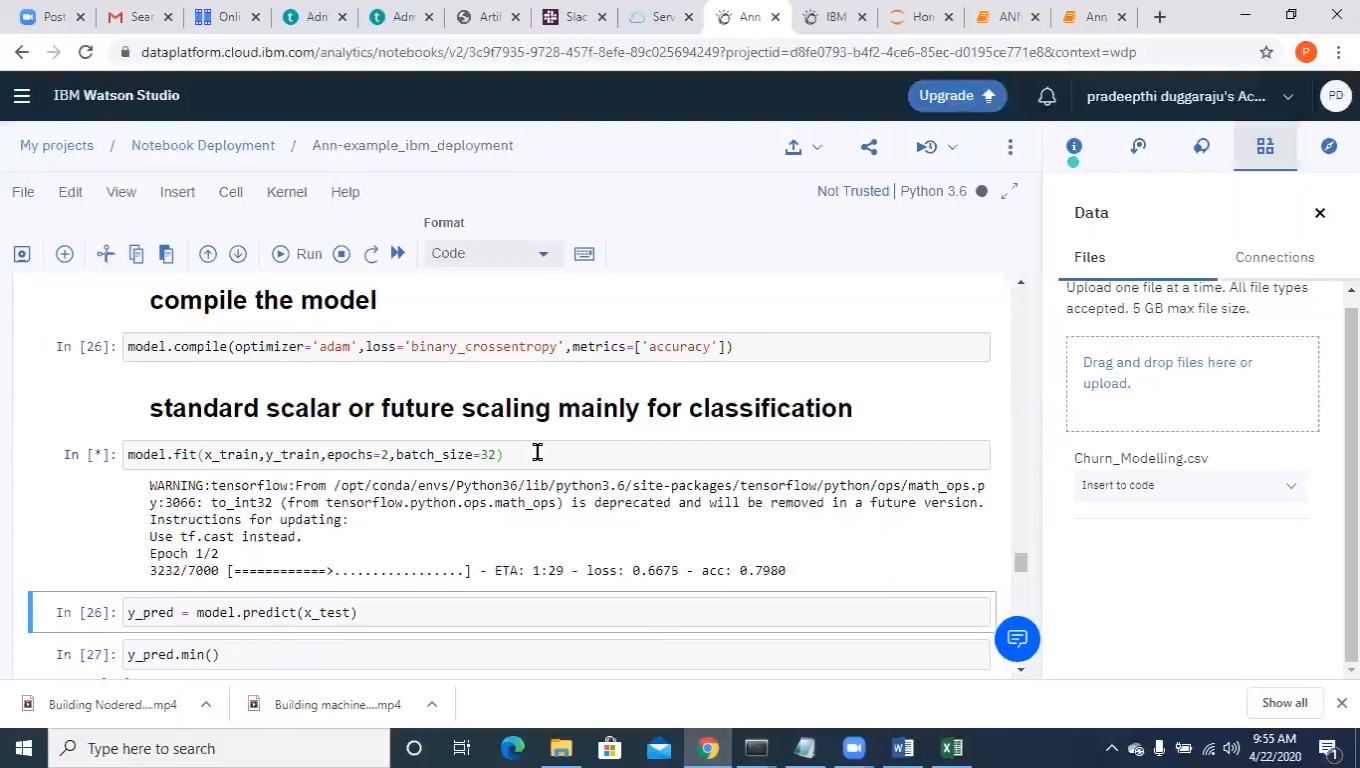 Post
Sear
Onli
Adm
Adm
Artif
Slac
Serv
Ann
IBM
Hor
ANN
Ann
dataplatform.cloud.ibm.com/analytics/notebooks/v2/3c9f7935-9728-457f-8efe-89c025694249?projectid=d8fe0793-b4f2-4ce6-85ec-d0195ce771e8&context=wdp
P
IBM Watson Studio
Upgrade
pradeepthi duggaraju's Ac...
PD
My projects / Notebook Deployment / Ann-example_ibm_deployment
File Edit View Insert Cell Kernel Help
Not Trusted | Python 3.6
Format
Run
Code
Data
Files
Connections
Upload one file at a time. All file types
accepted. 5 GB max file size.
Drag and drop files here or
upload.
Churn_Modelling.csv
Insert to code
compile the model
In [26]: model.compile(optimizer='adam',loss='binary_crossentropy',metrics=['accuracy'])
standard scalar or future scaling mainly for classification
In [*]: model.fit(x_train,y_train,epochs=2,batch_size=32)
WARNING:tensorflow:From /opt/conda/envs/Python36/lib/python3.6/site-packages/tensorflow/python/ops/math_ops.p
y:3066: to_int32 (from tensorflow.python.ops.math_ops) is deprecated and will be removed in a future version.
Instructions for updating:
Use tf.cast instead.
Epoch 1/2
3232/7000 [============>.................] - ETA: 1:29 - loss: 0.6675 - acc: 0.7980
In [26]: y_pred = model.predict(x_test)
In [27]: y_pred.min()
Building Nodered....mp4
Building machine....mp4
Show all
Type here to search
9:55 AM
4/22/2020